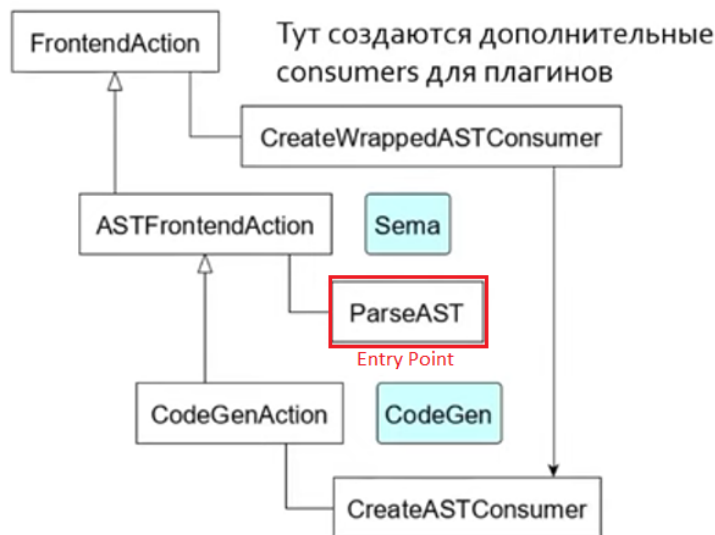 FrontendAction
Тут создаются дополнительные
consumers для плагинов
CreateWrappedASTConsumer
ASTFrontendAction
Sema
ParseAST
Entry Point
CodeGenAction
CodeGen
CreateASTConsumer